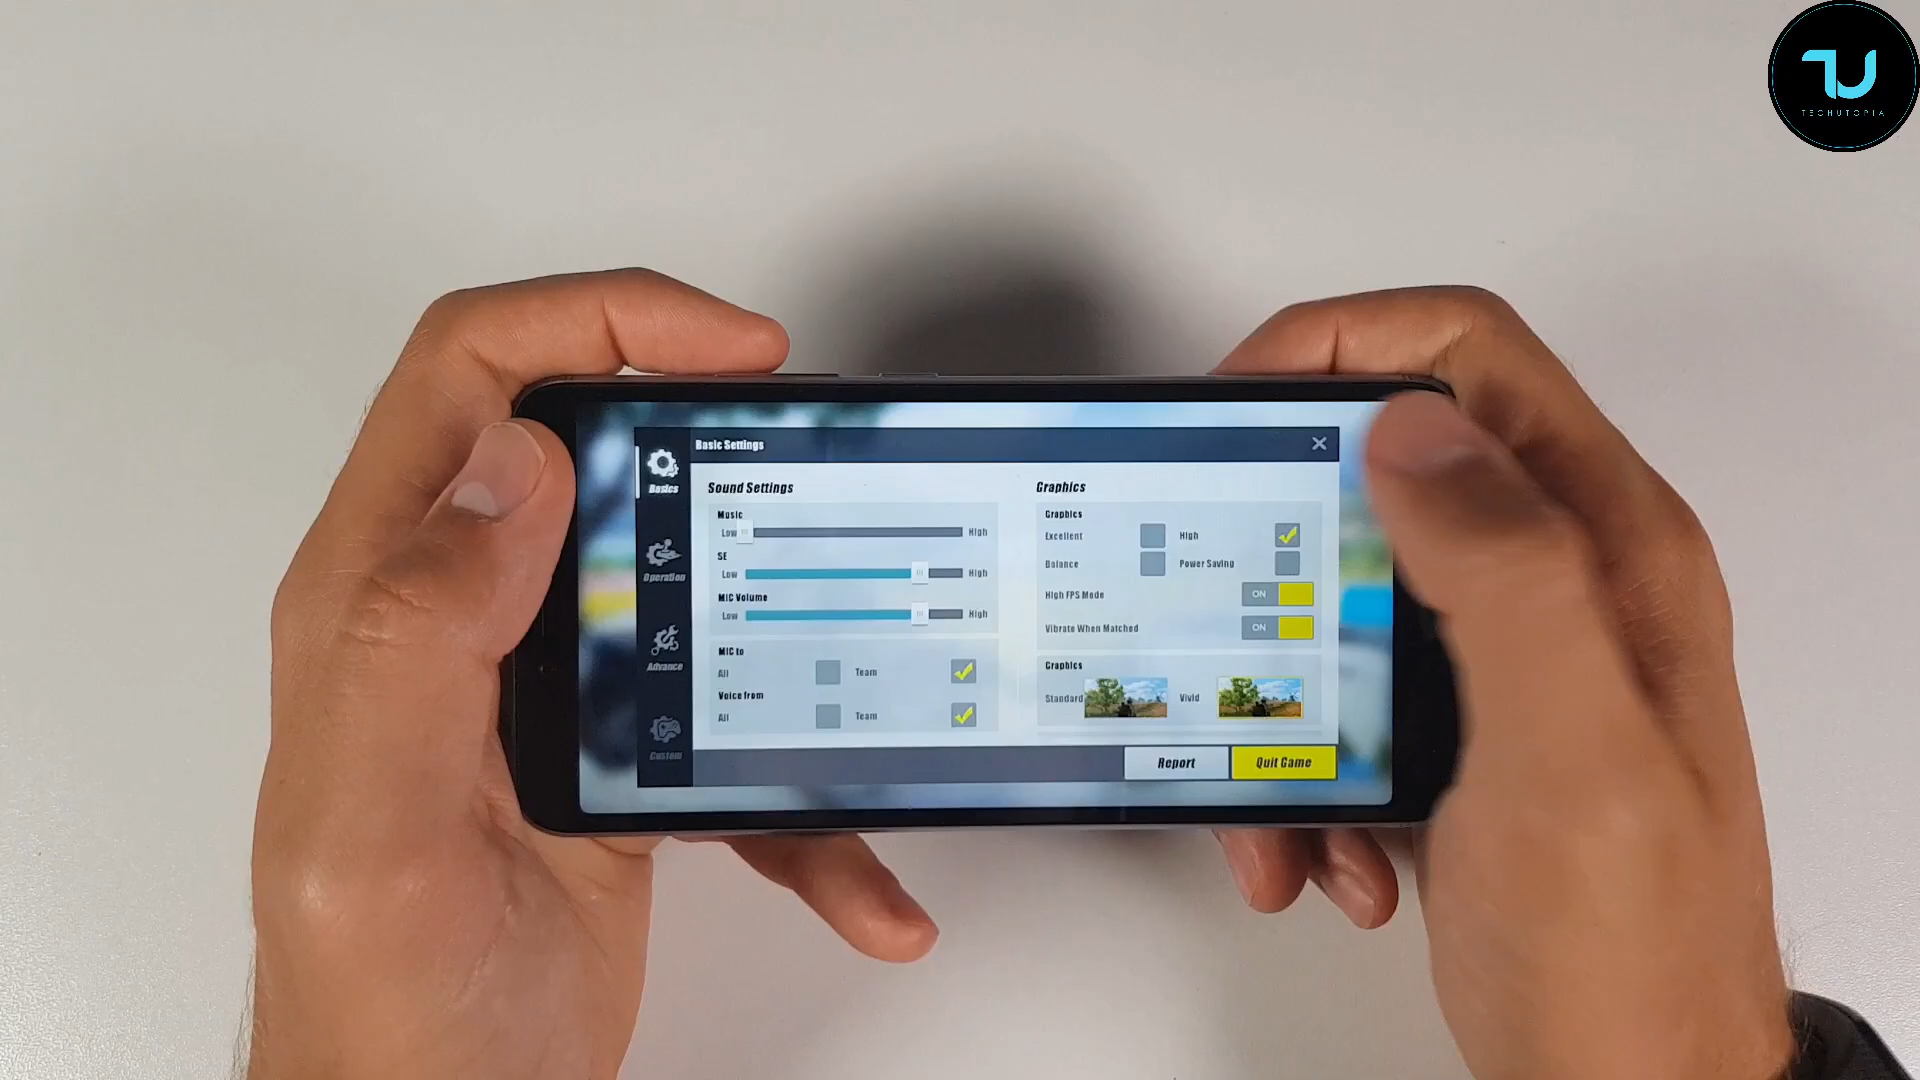 TECHUTOPIA
Basic Settings
Basics
Operation
Advance
Custom
Sound Settings
Music
Low High
SE
Low High
MIC Volume
Low High
MIC to
All Team
Voice from
All Team
Graphics
Graphics
Excellent High
Balance Power Saving
High FPS Mode ON
Vibrate When Matched ON
Graphics
Standard Vivid
Report Quit Game